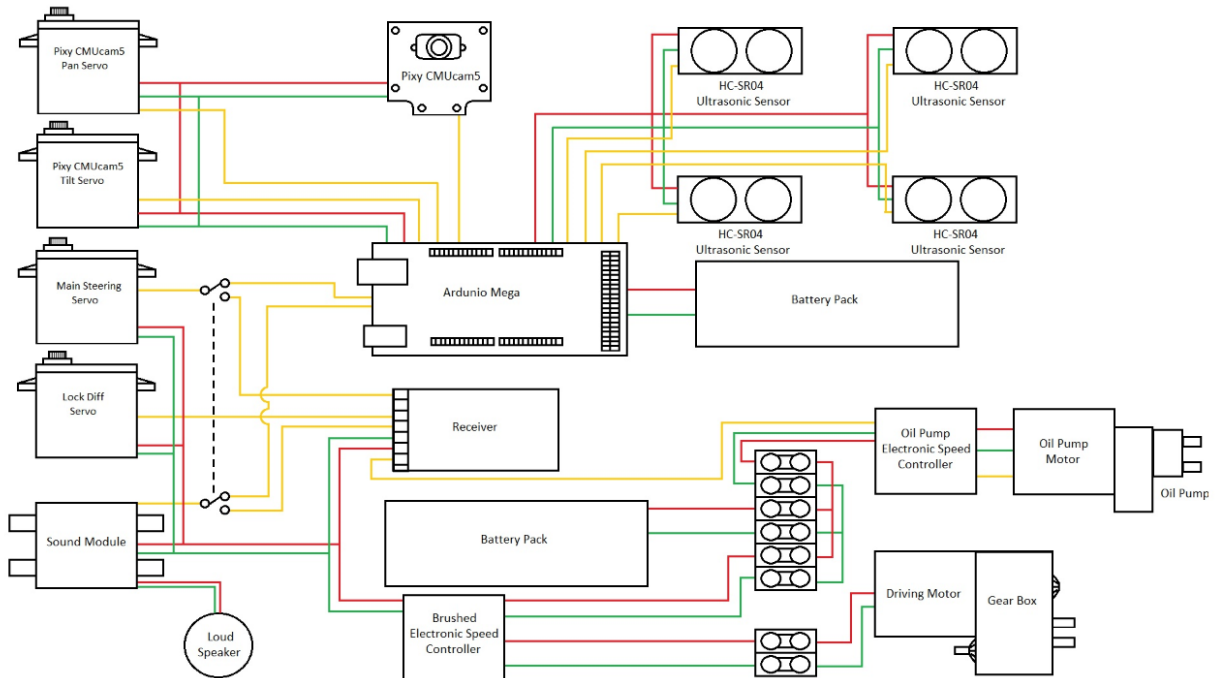 Pixy CMUcam5
Pan Servo
Pixy CMUcam5
HC-SR04
Ultrasonic Sensor
HC-SR04
Ultrasonic Sensor
Pixy CMUcam5
Tilt Servo
HC-SR04
Ultrasonic Sensor
HC-SR04
Ultrasonic Sensor
Main Steering
Servo
Ardunio Mega
Battery Pack
Lock Diff
Servo
Receiver
Oil Pump
Electronic Speed
Controller
Oil Pump
Motor
Oil Pump
Sound Module
Battery Pack
Driving Motor
Gear Box
Loud
Speaker
Brushed
Electronic Speed
Controller